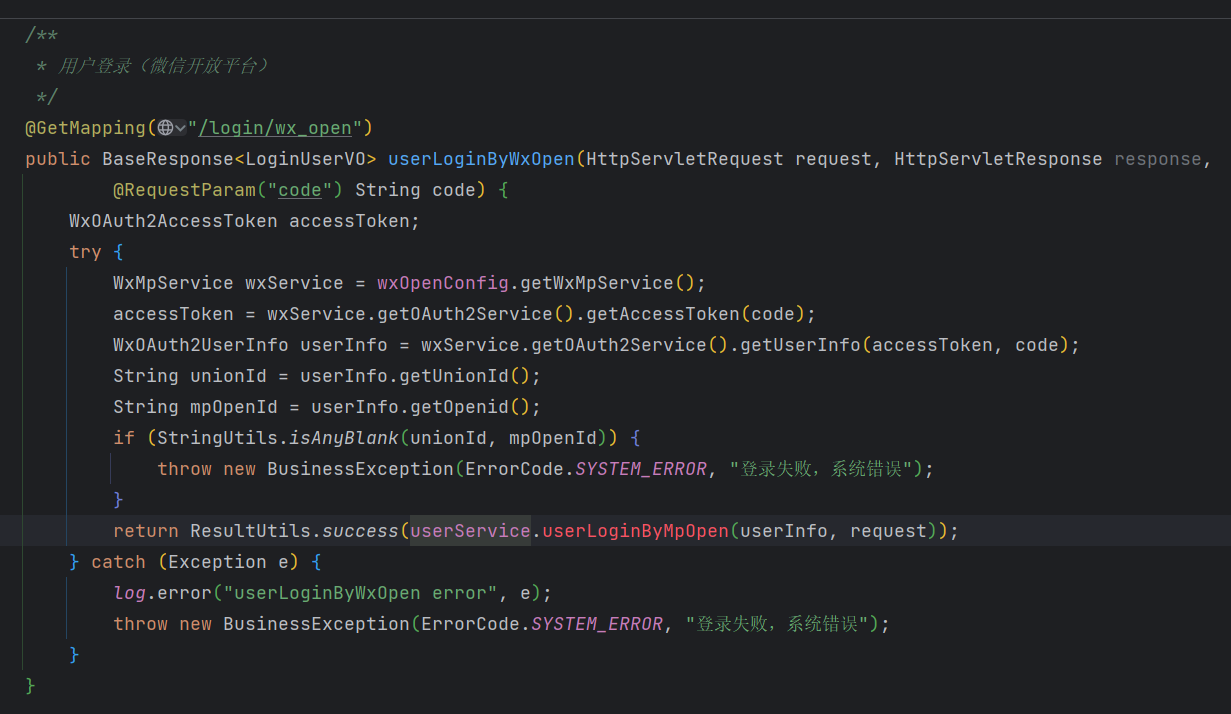 /**
 * 用户登录（微信开放平台）
 */
@GetMapping("/login/wx_open")
public BaseResponse<LoginUserVO> userLoginByWxOpen(HttpServletRequest request, HttpServletResponse response,
        @RequestParam("code") String code) {
    WxOAuth2AccessToken accessToken;
    try {
        WxMpService wxService = wxOpenConfig.getWxMpService();
        accessToken = wxService.getOAuth2Service().getAccessToken(code);
        WxOAuth2UserInfo userInfo = wxService.getOAuth2Service().getUserInfo(accessToken, code);
        String unionId = userInfo.getUnionId();
        String mpOpenId = userInfo.getOpenid();
        if (StringUtils.isAnyBlank(unionId, mpOpenId)) {
            throw new BusinessException(ErrorCode.SYSTEM_ERROR, "登录失败，系统错误");
        }
        return ResultUtils.success(userService.userLoginByMpOpen(userInfo, request));
    } catch (Exception e) {
        log.error("userLoginByWxOpen error", e);
        throw new BusinessException(ErrorCode.SYSTEM_ERROR, "登录失败，系统错误");
    }
}